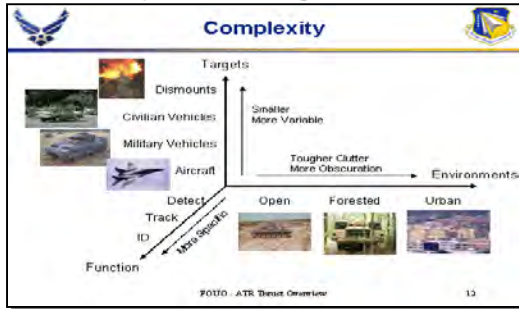 Complexity
Targets
Dismounts
Civilian Vehicles
Military Vehicles
Aircraft
Smaller
More Variable
Tougher Clutter
More Obscuration
Environments
Detect
Track
ID
Function
More Specific
Open
Forested
Urban
FOUO - ATR Thrust Overview
12